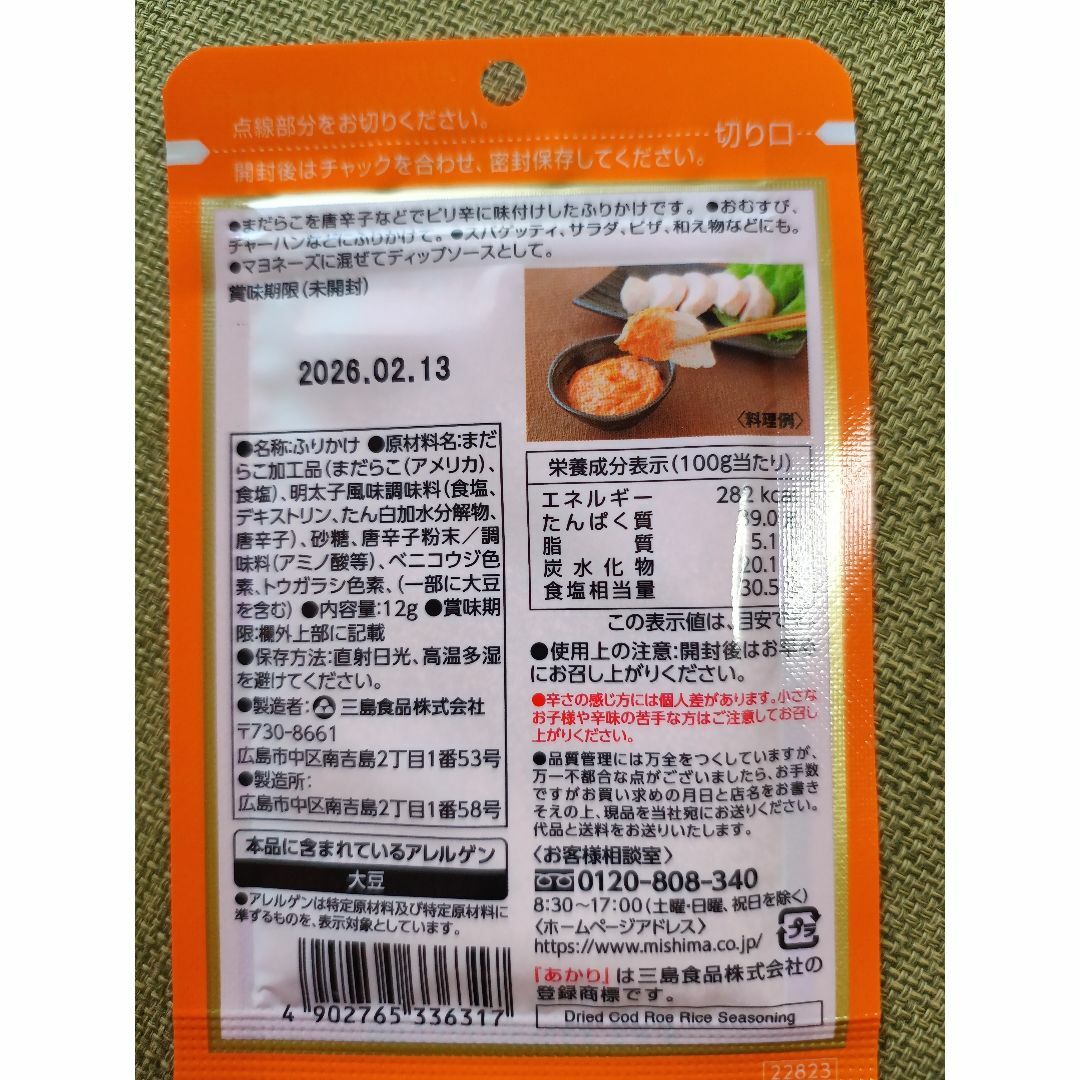 点線部分をお切りください。
切り口
開封後はチャックを合わせ、密封保存してください。
●まだらこを唐辛子などでピリ辛に味付けしたふりかけです。●おむすび、
チャーハンなどにふりかけて。●スパゲッティ、サラダ、ピザ、和え物などにも。
●マヨネーズに混ぜてディップソースとして。
賞味期限(未開封)
2026.02.13
〈料理例〉
●名称:ふりかけ ●原材料名:まだ
らこ加工品(まだらこ(アメリカ)、
食塩)、明太子風味調味料(食塩、
デキストリン、たん白加水分解物、
唐辛子)、砂糖、唐辛子粉末/調
味料(アミノ酸等)、ベニコウジ色
素、トウガラシ色素、(一部に大豆
を含む) ●内容量:12g ●賞味期
限:欄外上部に記載
●保存方法:直射日光、高温多湿
を避けてください。
●製造者: 三島食品株式会社
〒730-8661
広島市中区南吉島2丁目1番53号
●製造所:
広島市中区南吉島2丁目1番58号
本品に含まれているアレルゲン
大豆
●アレルゲンは特定原材料及び特定原材料に
準ずるものを、表示対象としています。
4 902765 336317
栄養成分表示(100g当たり)
エネルギー 282 kcal
たんぱく質 39.0
脂質 5.1
炭水化物 20.1
食塩相当量 30.5
この表示値は、目安で
●使用上の注意:開封後はお早め
にお召し上がりください。
●辛さの感じ方には個人差があります。小さな
お子様や辛味の苦手な方はご注意してお召し
上がりください。
●品質管理には万全をつくしていますが、
万一不都合な点がございましたら、お手数
ですがお買い求めの月日と店名をお書き
そえの上、現品を当社宛にお送りください。
代品と送料をお送りいたします。
〈お客様相談室〉
0120-808-340
8:30～17:00(土曜・日曜、祝日を除く)
〈ホームページアドレス〉
https://www.mishima.co.jp/
プラ
『あかり』は三島食品株式会社の
登録商標です。
Dried Cod Roe Rice Seasoning
22823